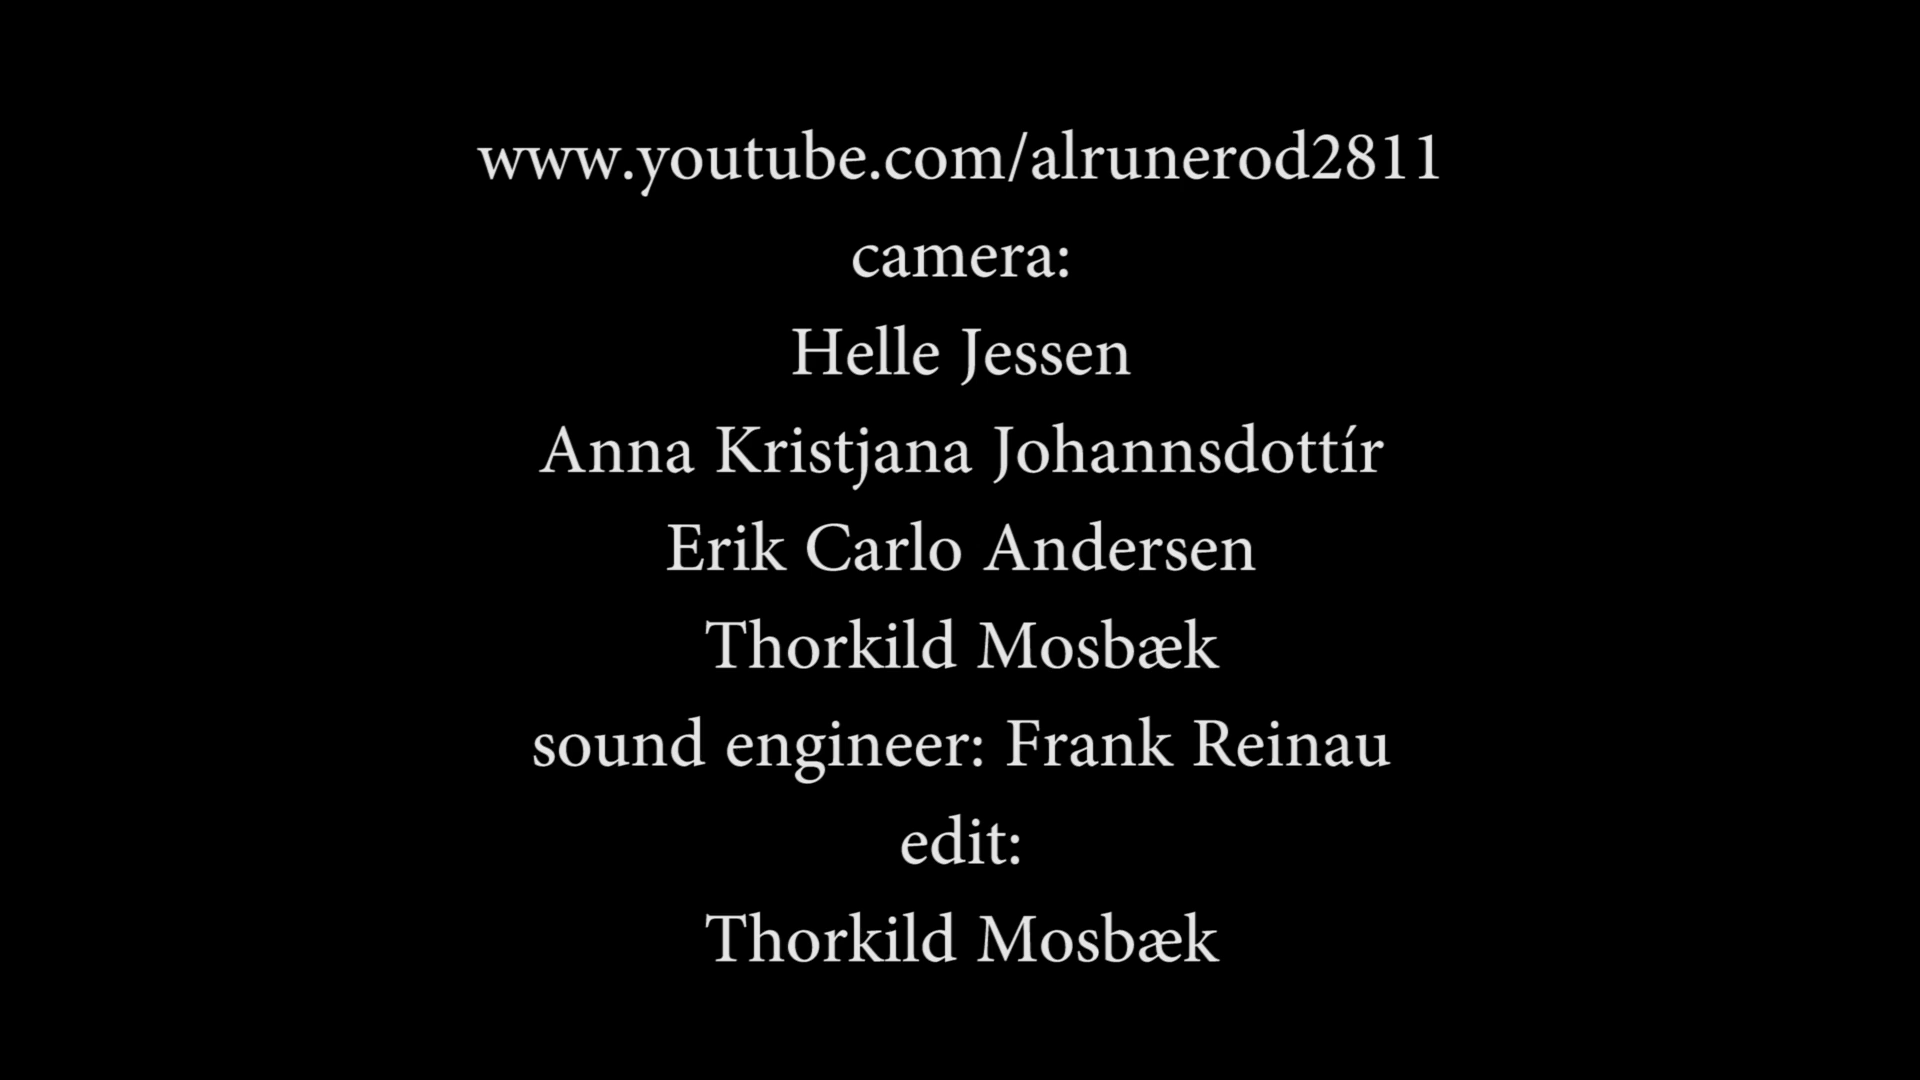 www.youtube.com/alrunerod2811
camera:
Helle Jessen
Anna Kristjana Johannsdottír
Erik Carlo Andersen
Thorkild Mosbæk
sound engineer: Frank Reinau
edit:
Thorkild Mosbæk